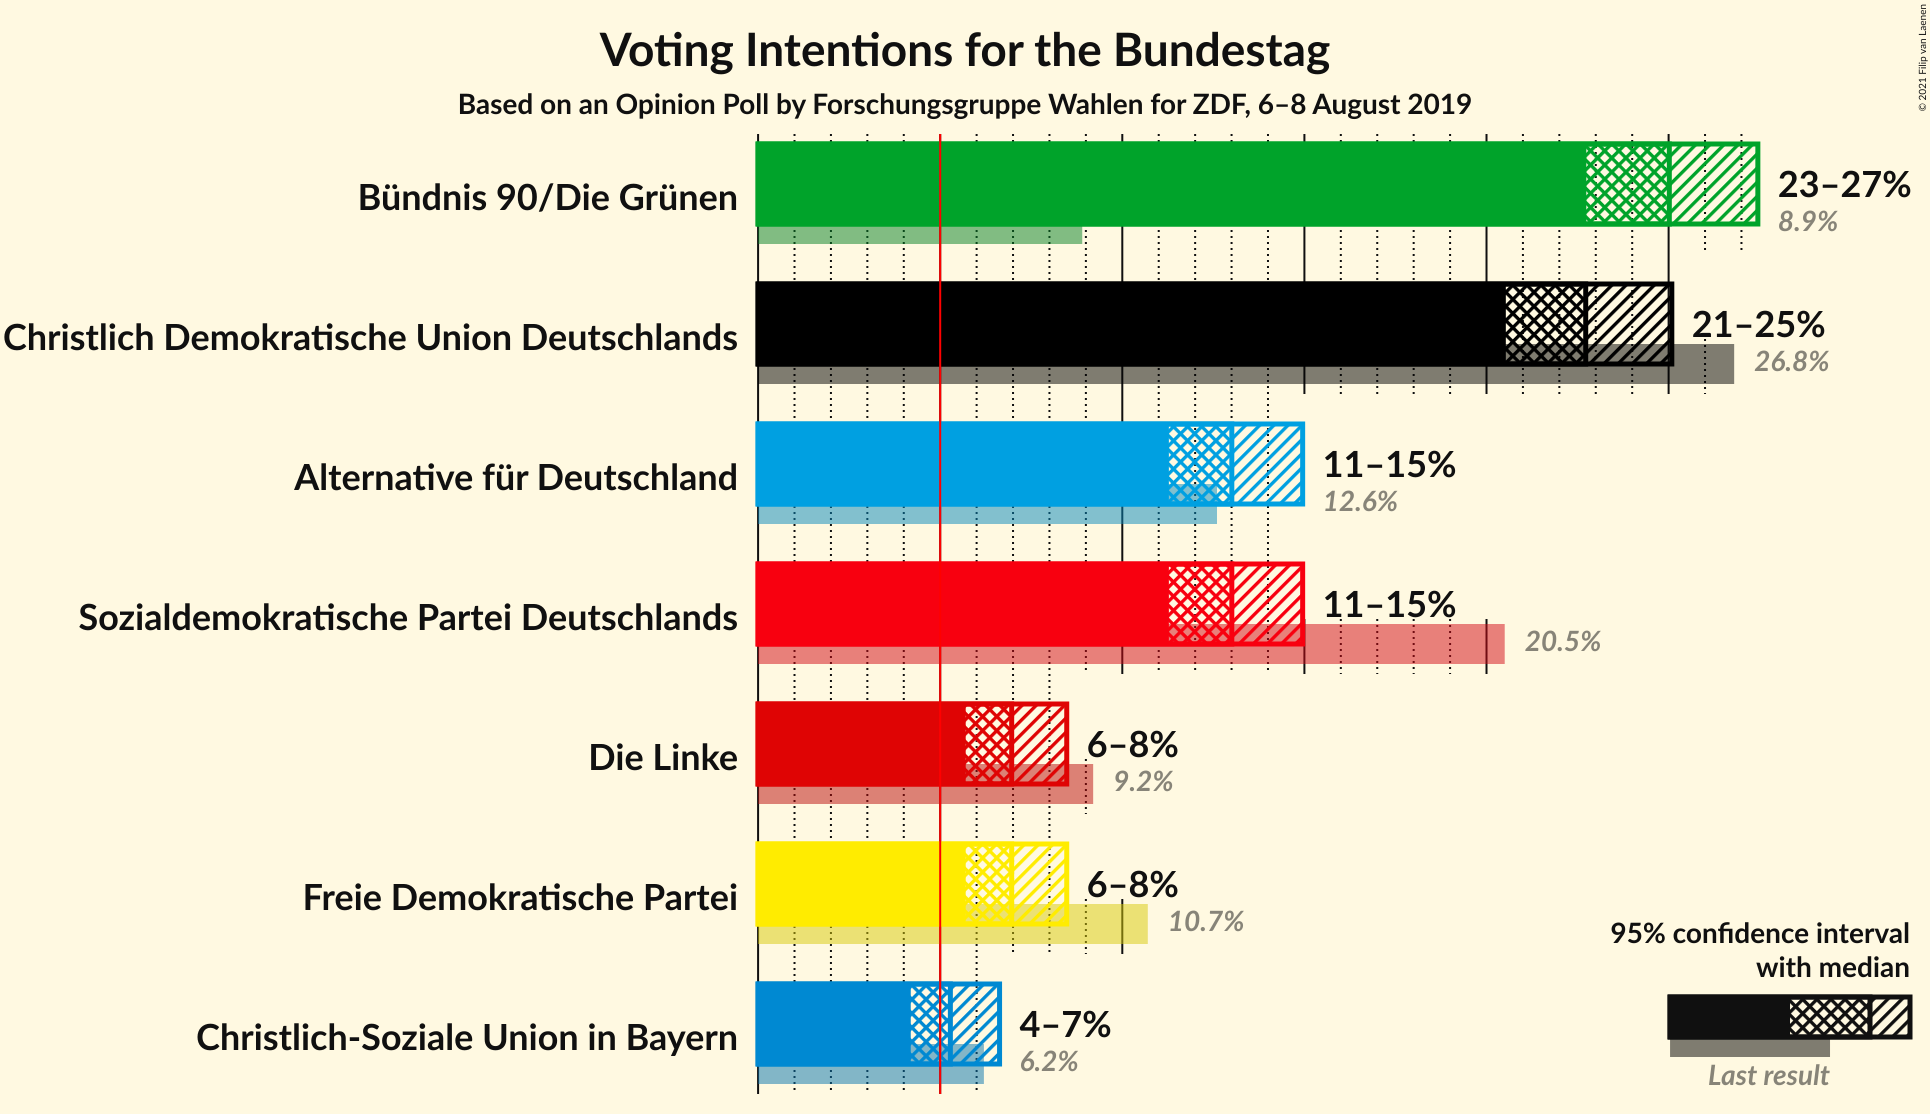 Voting Intentions for the Bundestag
Based on an Opinion Poll by Forschungsgruppe Wahlen for ZDF, 6–8 August 2019
© 2021 Filip van Laenen
Bündnis 90/Die Grünen
23–27%
8.9%
Christlich Demokratische Union Deutschlands
21–25%
26.8%
Alternative für Deutschland
11–15%
12.6%
Sozialdemokratische Partei Deutschlands
11–15%
20.5%
Die Linke
6–8%
9.2%
Freie Demokratische Partei
6–8%
10.7%
Christlich-Soziale Union in Bayern
4–7%
6.2%
95% confidence interval
with median
Last result